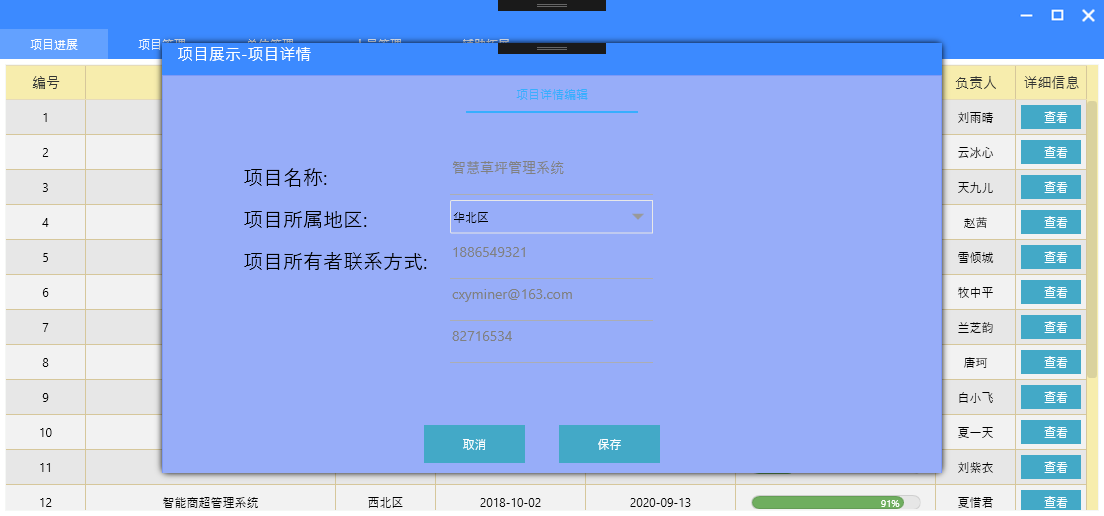 项目进展
项目管理
项目展示-项目详情
项目详情编辑
编号 负责人 详细信息
1 刘雨晴 查看
2 云冰心 查看
3 天九儿 查看
4 赵茜 查看
5 雪倾城 查看
6 牧中平 查看
7 兰芝韵 查看
8 唐珂 查看
9 白小飞 查看
10 夏一天 查看
11 刘紫衣 查看
12 智能商超管理系统 西北区 2018-10-02 2020-09-13 91% 夏惜君 查看
项目名称: 智慧草坪管理系统
项目所属地区: 华北区
项目所有者联系方式: 1886549321
cxyminer@163.com
82716534
取消 保存